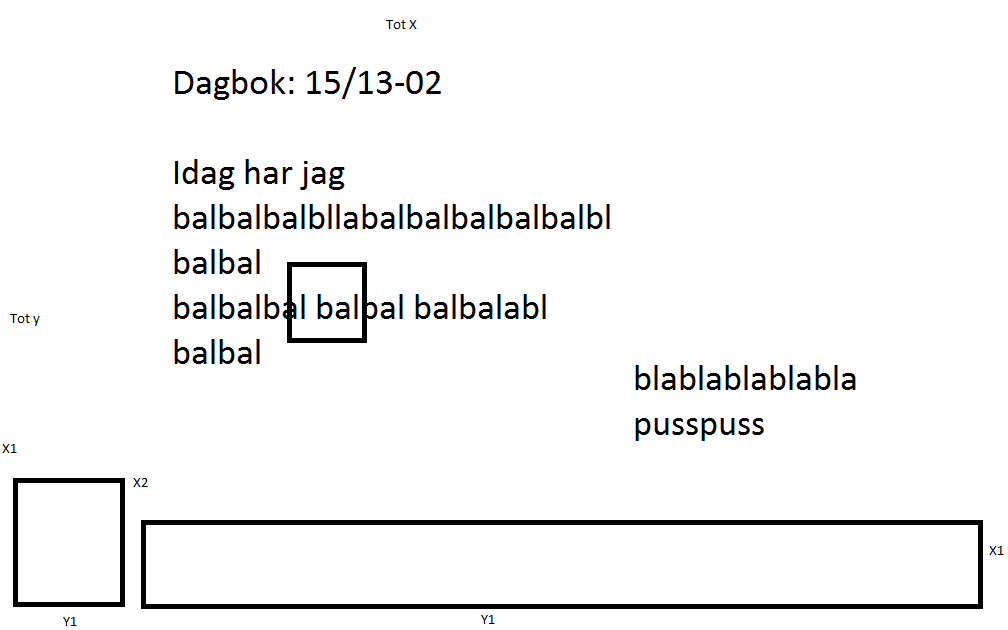 Tot X
Dagbok: 15/13-02
Idag har jag
balbalbalbllabalbalbalbalbalbl
balbal
balbalbal balbal balbalabl
Tot y
balbal
blablablablabla
pusspuss
X1
X2
X1
Y1
Y1